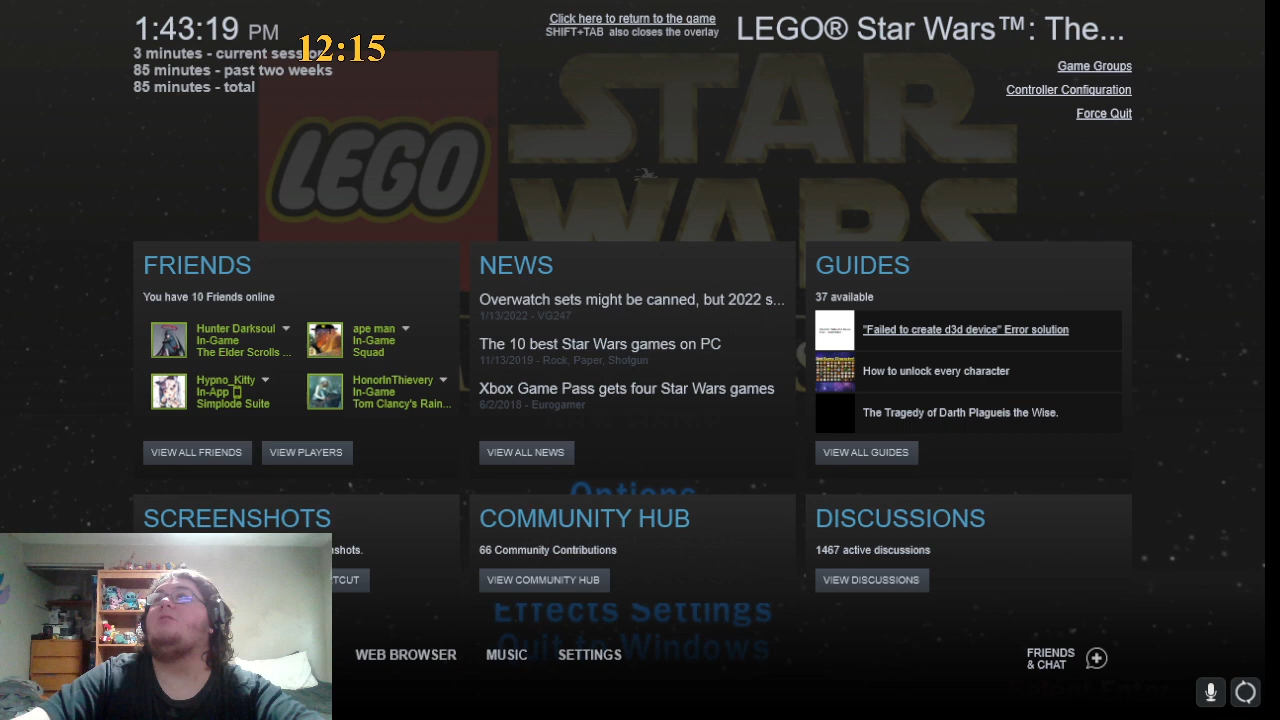 1:43:19 PM
12:15
3 minutes - current session
85 minutes - past two weeks
85 minutes - total
Click here to return to the game
SHIFT+TAB also closes the overlay
LEGO® Star Wars™: The...
Game Groups
Controller Configuration
Force Quit
LEGO
STAR
WARS
FRIENDS
You have 10 Friends online
Hunter Darksoul
In-Game
The Elder Scrolls ...
ape man
In-Game
Squad
Hypno_Kitty
In-App
Simplode Suite
HonorInThievery
In-Game
Tom Clancy's Rain...
VIEW ALL FRIENDS
VIEW PLAYERS
NEWS
Overwatch sets might be canned, but 2022 s...
1/13/2022 - VG247
The 10 best Star Wars games on PC
11/13/2019 - Rock, Paper, Shotgun
Xbox Game Pass gets four Star Wars games
6/2/2018 - Eurogamer
VIEW ALL NEWS
GUIDES
37 available
"Failed to create d3d device" Error solution
How to unlock every character
The Tragedy of Darth Plagueis the Wise.
VIEW ALL GUIDES
Options
SCREENSHOTS
shots.
TCUT
COMMUNITY HUB
66 Community Contributions
VIEW COMMUNITY HUB
DISCUSSIONS
1467 active discussions
VIEW DISCUSSIONS
Effects Settings
Quit to Windows
WEB BROWSER
MUSIC
SETTINGS
FRIENDS
& CHAT